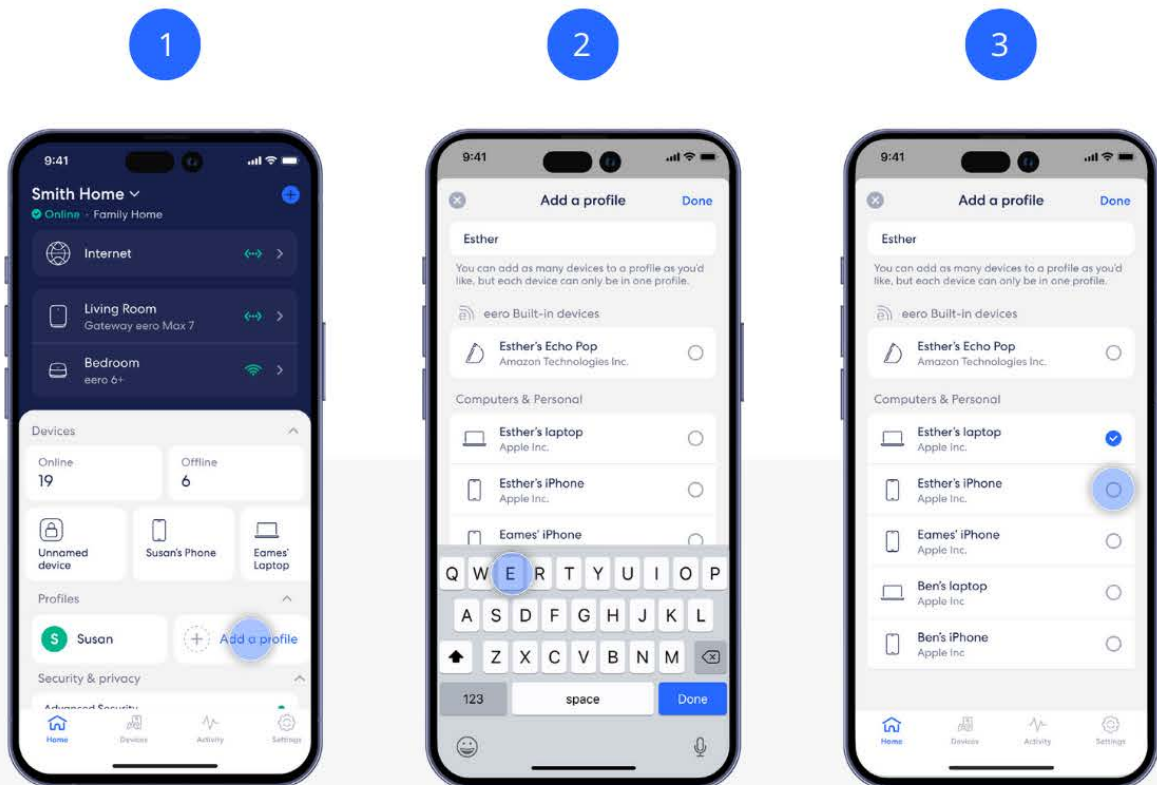 1
2
3
9:41
Smith Home
Online · Family Home
Internet
Living Room
Gateway eero Max 7
Bedroom
eero 6+
Devices
Online
19
Offline
6
Unnamed
device
Susan's Phone
Eames'
Laptop
Profiles
S Susan
Add a profile
Security & privacy
Advanced Security
Home Devices Activity Settings
9:41
Add a profile Done
Esther
You can add as many devices to a profile as you'd
like, but each device can only be in one profile.
eero Built-in devices
Esther's Echo Pop
Amazon Technologies Inc.
Computers & Personal
Esther's laptop
Apple Inc.
Esther's iPhone
Apple Inc.
Eames' iPhone
Q W E R T Y U I O P
A S D F G H J K L
Z X C V B N M
123 space Done
9:41
Add a profile Done
Esther
You can add as many devices to a profile as you'd
like, but each device can only be in one profile.
eero Built-in devices
Esther's Echo Pop
Amazon Technologies Inc.
Computers & Personal
Esther's laptop
Apple Inc.
Esther's iPhone
Apple Inc.
Eames' iPhone
Apple Inc.
Ben's laptop
Apple Inc
Ben's iPhone
Apple Inc
Home Devices Activity Settings